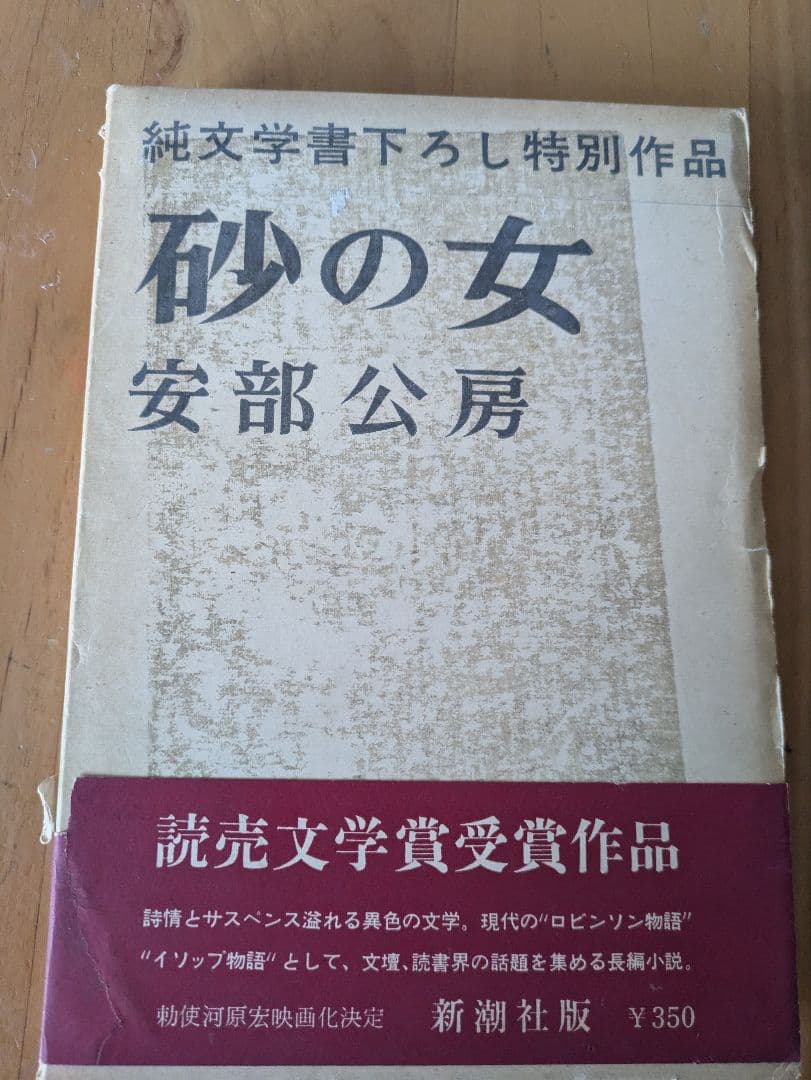 純文学書下ろし特別作品
砂の女
安部公房
読売文学賞受賞作品
詩情とサスペンス溢れる異色の文学。現代の"ロビンソン物語"
"イソップ物語"として、文壇、読書界の話題を集める長編小説。
勅使河原宏映画化決定 新潮社版 ￥350